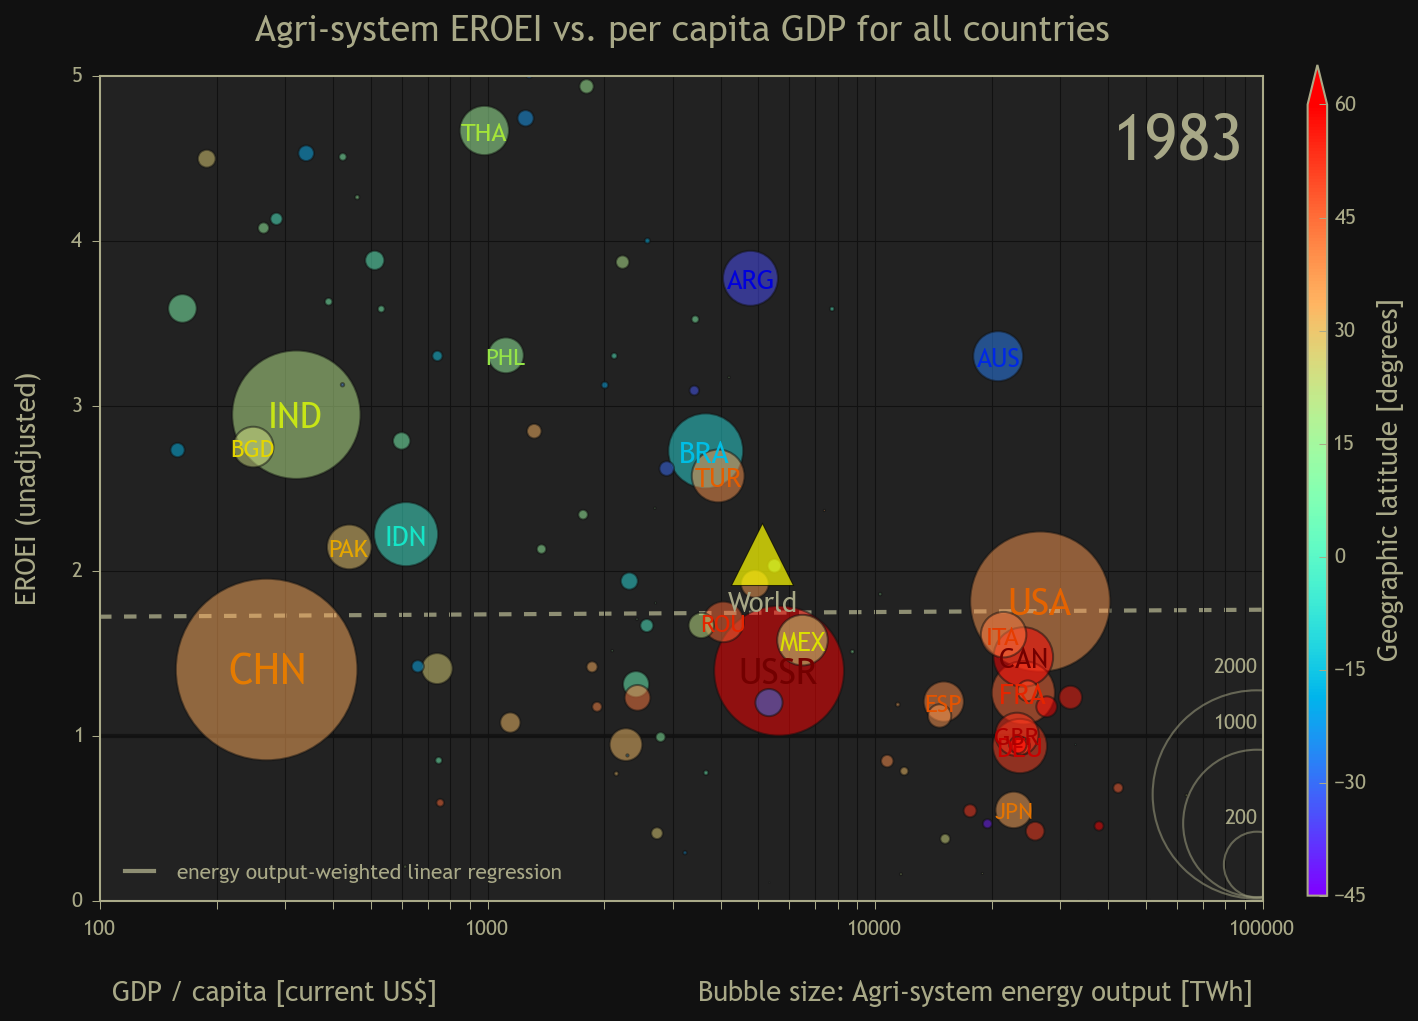 Agri-system EROEI vs. per capita GDP for all countries
1983
5
4
3
2
1
0
EROEI (unadjusted)
THA
ARG
PHL
AUS
IND
BGD
BRA
TUR
IDN
PAK
World
USA
ROU
ITA
MEX
CHN
USSR
CAN
FRA
ESP
GBR
DEU
JPN
2000
1000
200
energy output-weighted linear regression
100
1000
10000
100000
GDP / capita [current US$]
Bubble size: Agri-system energy output [TWh]
60
45
30
15
0
−15
−30
−45
Geographic latitude [degrees]